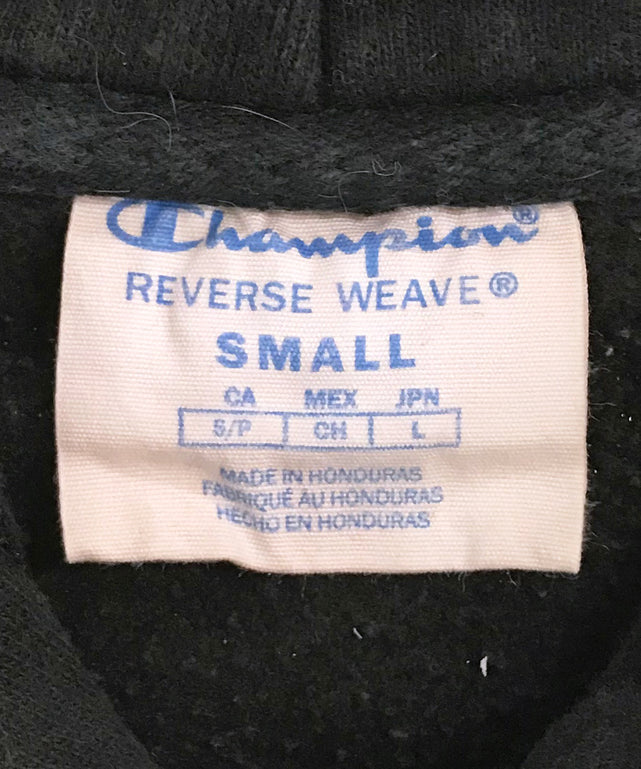 Champion®
REVERSE WEAVE®
SMALL
CA MEX JPN
S/P CH L
MADE IN HONDURAS
FABRIQUÉ AU HONDURAS
HECHO EN HONDURAS